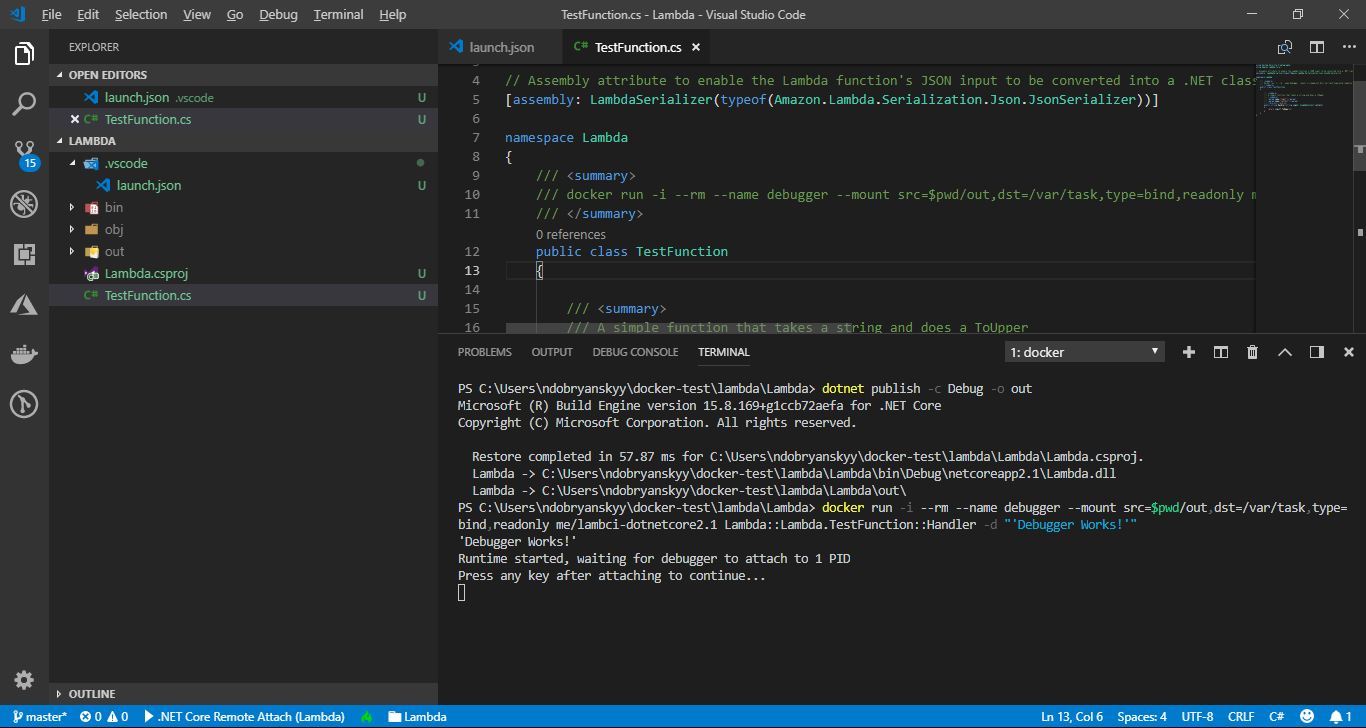 File Edit Selection View Go Debug Terminal Help
TestFunction.cs - Lambda - Visual Studio Code
EXPLORER
OPEN EDITORS
launch.json .vscode U
TestFunction.cs U
LAMBDA
.vscode
launch.json U
bin
obj
out
Lambda.csproj U
TestFunction.cs U
OUTLINE
15
launch.json
C# TestFunction.cs
4 // Assembly attribute to enable the Lambda function's JSON input to be converted into a .NET class
5 [assembly: LambdaSerializer(typeof(Amazon.Lambda.Serialization.Json.JsonSerializer))]
6
7 namespace Lambda
8 {
9 /// <summary>
10 /// docker run -i --rm --name debugger --mount src=$pwd/out,dst=/var/task,type=bind,readonly m
11 /// </summary>
0 references
12 public class TestFunction
13 {
14
15 /// <summary>
16 /// A simple function that takes a string and does a ToUpper
PROBLEMS OUTPUT DEBUG CONSOLE TERMINAL
1: docker
PS C:\Users\ndobryanskyy\docker-test\lambda\Lambda> dotnet publish -c Debug -o out
Microsoft (R) Build Engine version 15.8.169+g1ccb72aefa for .NET Core
Copyright (C) Microsoft Corporation. All rights reserved.
Restore completed in 57.87 ms for C:\Users\ndobryanskyy\docker-test\lambda\Lambda\Lambda.csproj.
Lambda -> C:\Users\ndobryanskyy\docker-test\lambda\Lambda\bin\Debug\netcoreapp2.1\Lambda.dll
Lambda -> C:\Users\ndobryanskyy\docker-test\lambda\Lambda\out\
PS C:\Users\ndobryanskyy\docker-test\lambda\Lambda> docker run -i --rm --name debugger --mount src=$pwd/out,dst=/var/task,type=
bind,readonly me/lambci-dotnetcore2.1 Lambda::Lambda.TestFunction::Handler -d "'Debugger Works!'"
'Debugger Works!'
Runtime started, waiting for debugger to attach to 1 PID
Press any key after attaching to continue...
master* 0 0 .NET Core Remote Attach (Lambda) Lambda
Ln 13, Col 6 Spaces: 4 UTF-8 CRLF C# 1